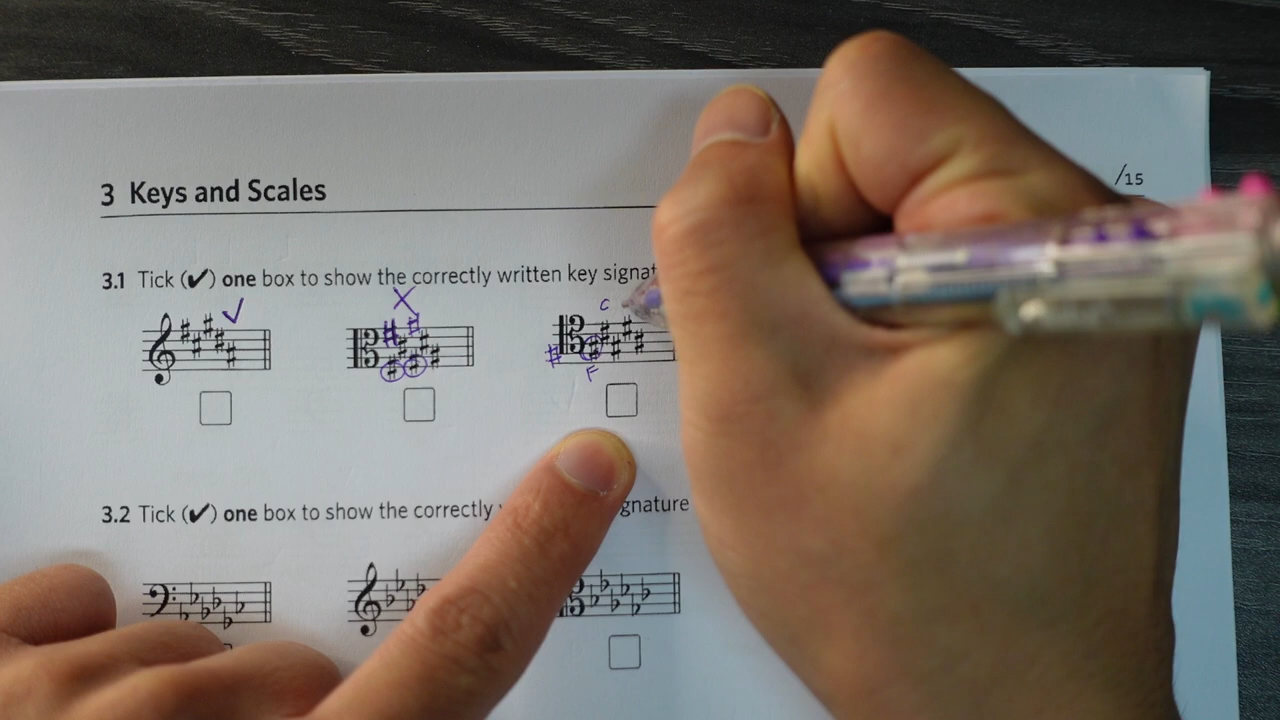 /15
3 Keys and Scales
3.1 Tick (✔) one box to show the correctly written key signat
✓ X C
# # #
F
3.2 Tick (✔) one box to show the correctly gnature